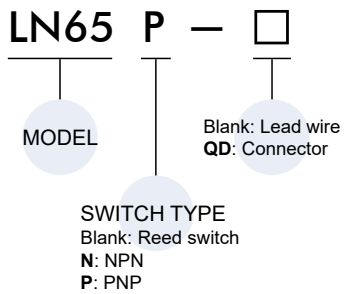 LN65 P — □
MODEL
Blank: Lead wire
QD: Connector
SWITCH TYPE
Blank: Reed switch
N: NPN
P: PNP